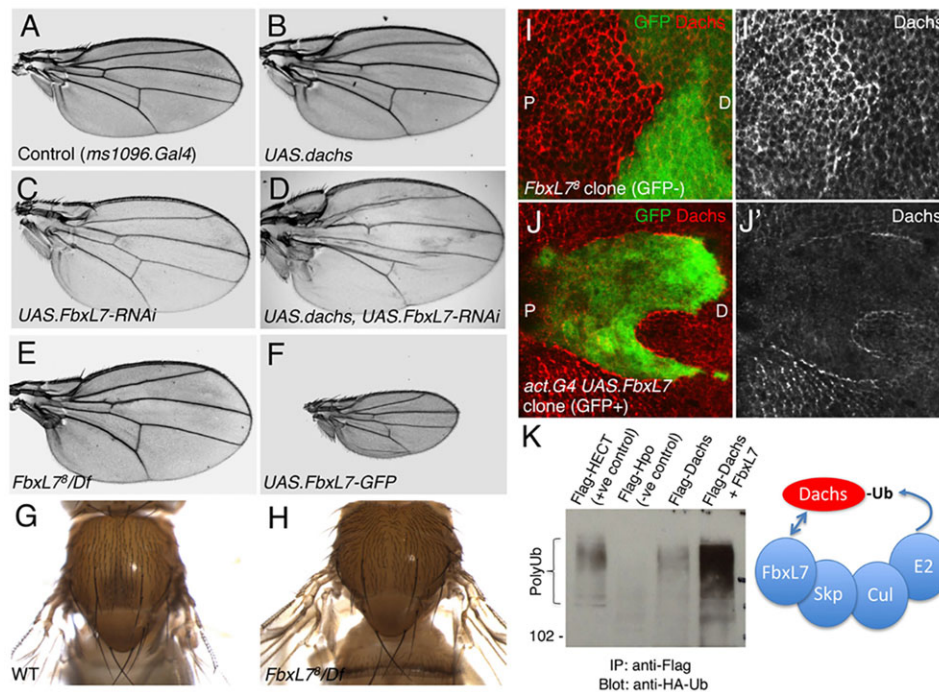 A
Control (ms1096.Gal4)
B
UAS.dachs
C
UAS.FbxL7-RNAi
D
UAS.dachs, UAS.FbxL7-RNAi
E
FbxL7⁸/Df
F
UAS.FbxL7-GFP
G
WT
H
FbxL7⁸/Df
I
GFP Dachs
P
D
FbxL7⁸ clone (GFP-)
I'
Dachs
J
GFP Dachs
P
D
act.G4 UAS.FbxL7
clone (GFP+)
J'
Dachs
K
Flag-HECT
(+ve control)
Flag-Hpo
(-ve control)
Flag-Dachs
Flag-Dachs
+ FbxL7
PolyUb
102 -
IP: anti-Flag
Blot: anti-HA-Ub
Dachs
-Ub
FbxL7
Skp
Cul
E2